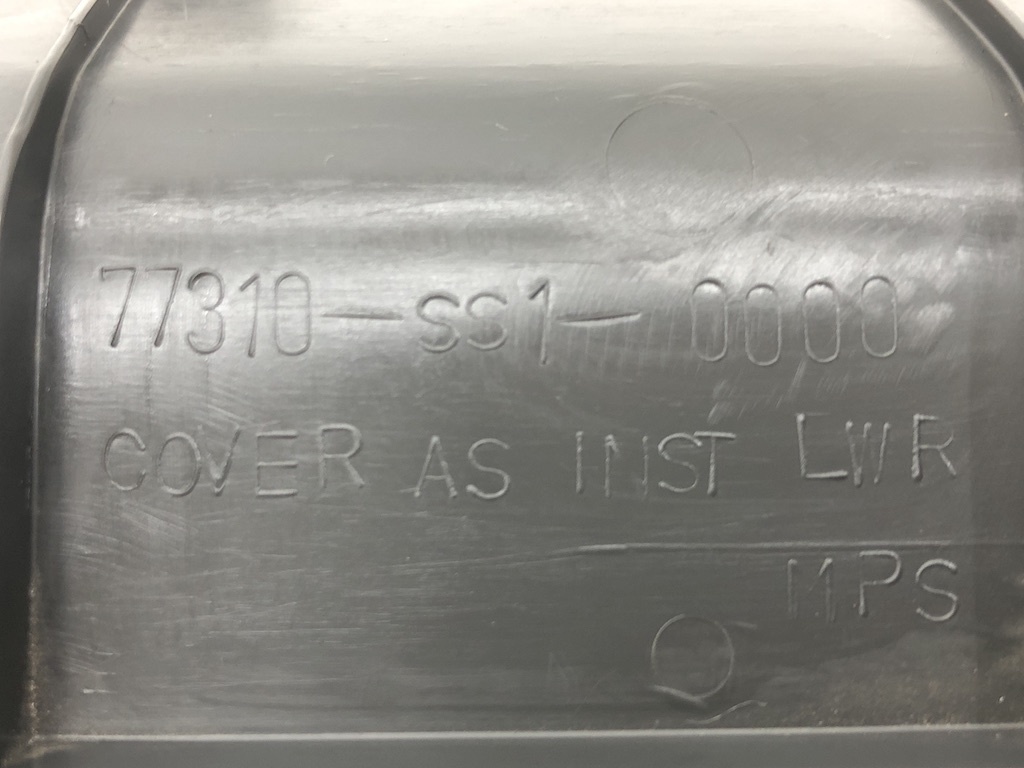 77310-SS1-0000
COVER AS INST LWR
MPS